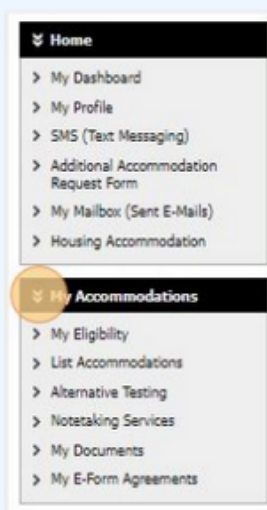 Home
My Dashboard
My Profile
SMS (Text Messaging)
Additional Accommodation
Request Form
My Mailbox (Sent E-Mails)
Housing Accommodation
My Accommodations
My Eligibility
List Accommodations
Alternative Testing
Notetaking Services
My Documents
My E-Form Agreements